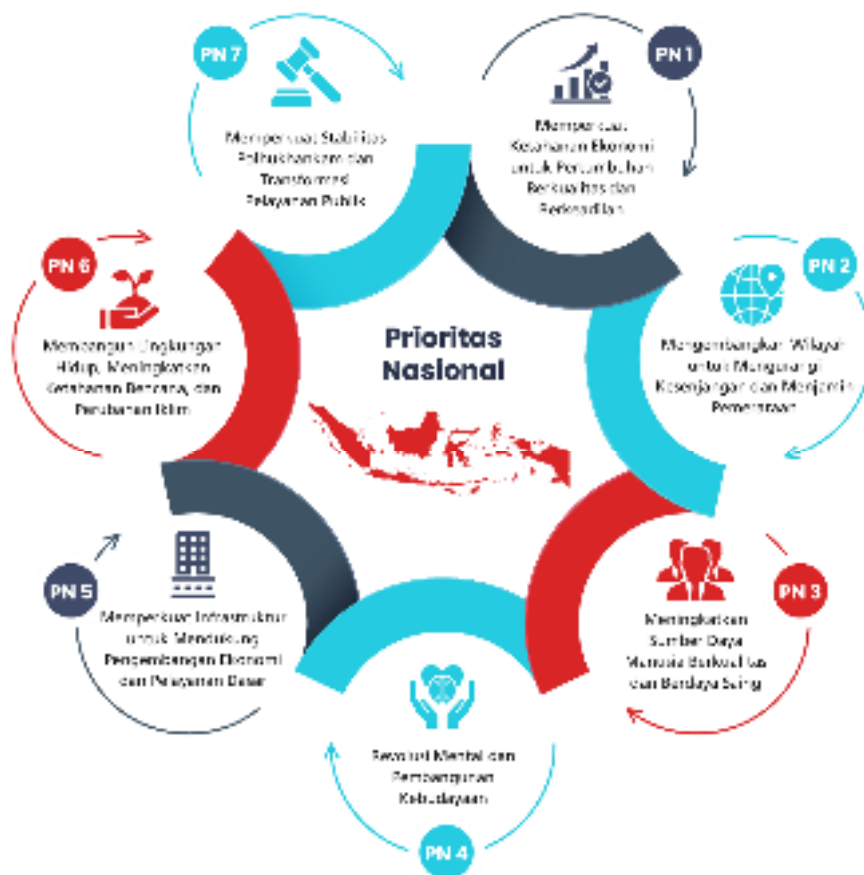 Prioritas
Nasional
PN 1
Memperkuat
Ketahanan Ekonomi
untuk Pertumbuhan
Berkualitas dan
Berkeadilan
PN 2
Mengembangkan Wilayah
untuk Mengurangi
Kesenjangan dan Menjamin
Pemerataan
PN 3
Meningkatkan
Sumber Daya
Manusia Berkualitas
dan Berdaya Saing
PN 4
Revolusi Mental dan
Pembangunan
Kebudayaan
PN 5
Memperkuat Infrastruktur
untuk Mendukung
Pengembangan Ekonomi
dan Pelayanan Dasar
PN 6
Membangun Lingkungan
Hidup, Meningkatkan
Ketahanan Bencana, dan
Perubahan Iklim
PN 7
Memperkuat Stabilitas
Polhukhankam dan
Transformasi
Pelayanan Publik